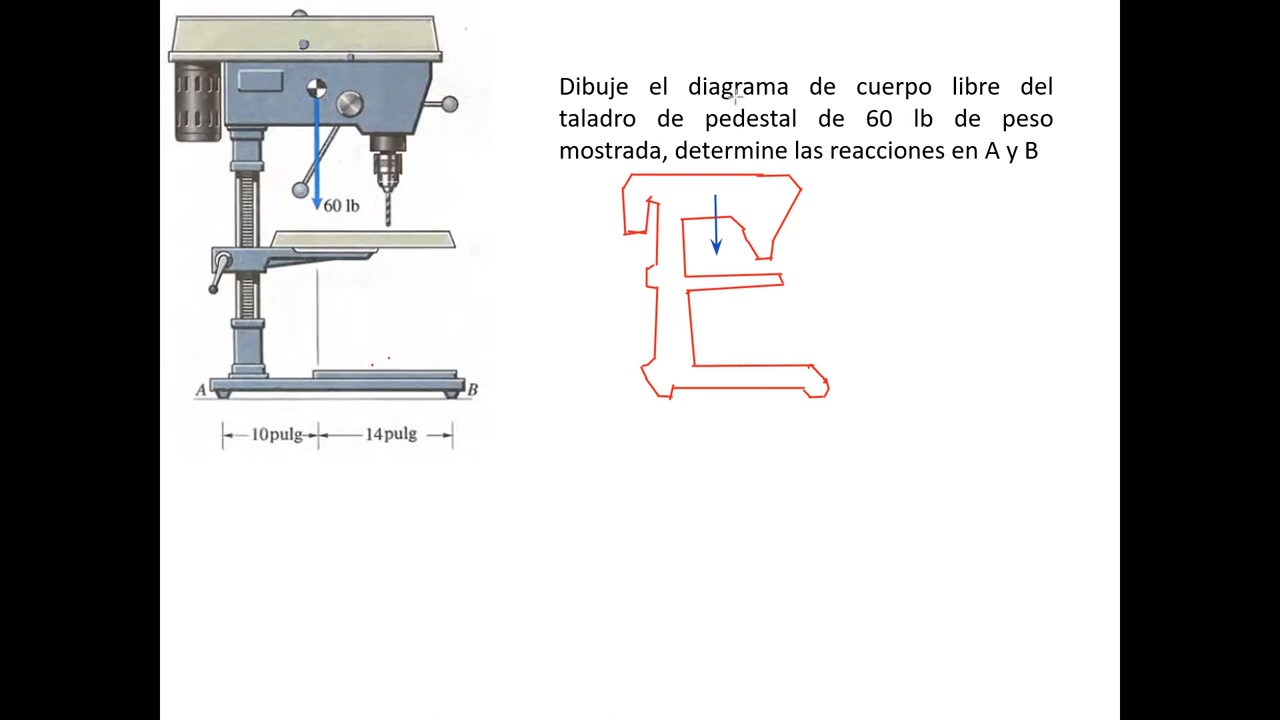 Dibuje el diagrama de cuerpo libre del
taladro de pedestal de 60 lb de peso
mostrada, determine las reacciones en A y B
60 lb
A
B
10pulg
14pulg